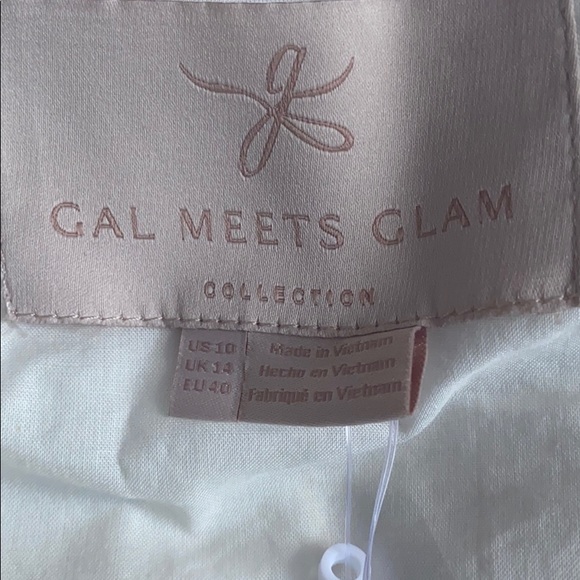 g
GAL MEETS GLAM
COLLECTION
US 10 Made in Vietnam
UK 14 Hecho en Vietnam
EU 40 Fabriqué en Vietnam